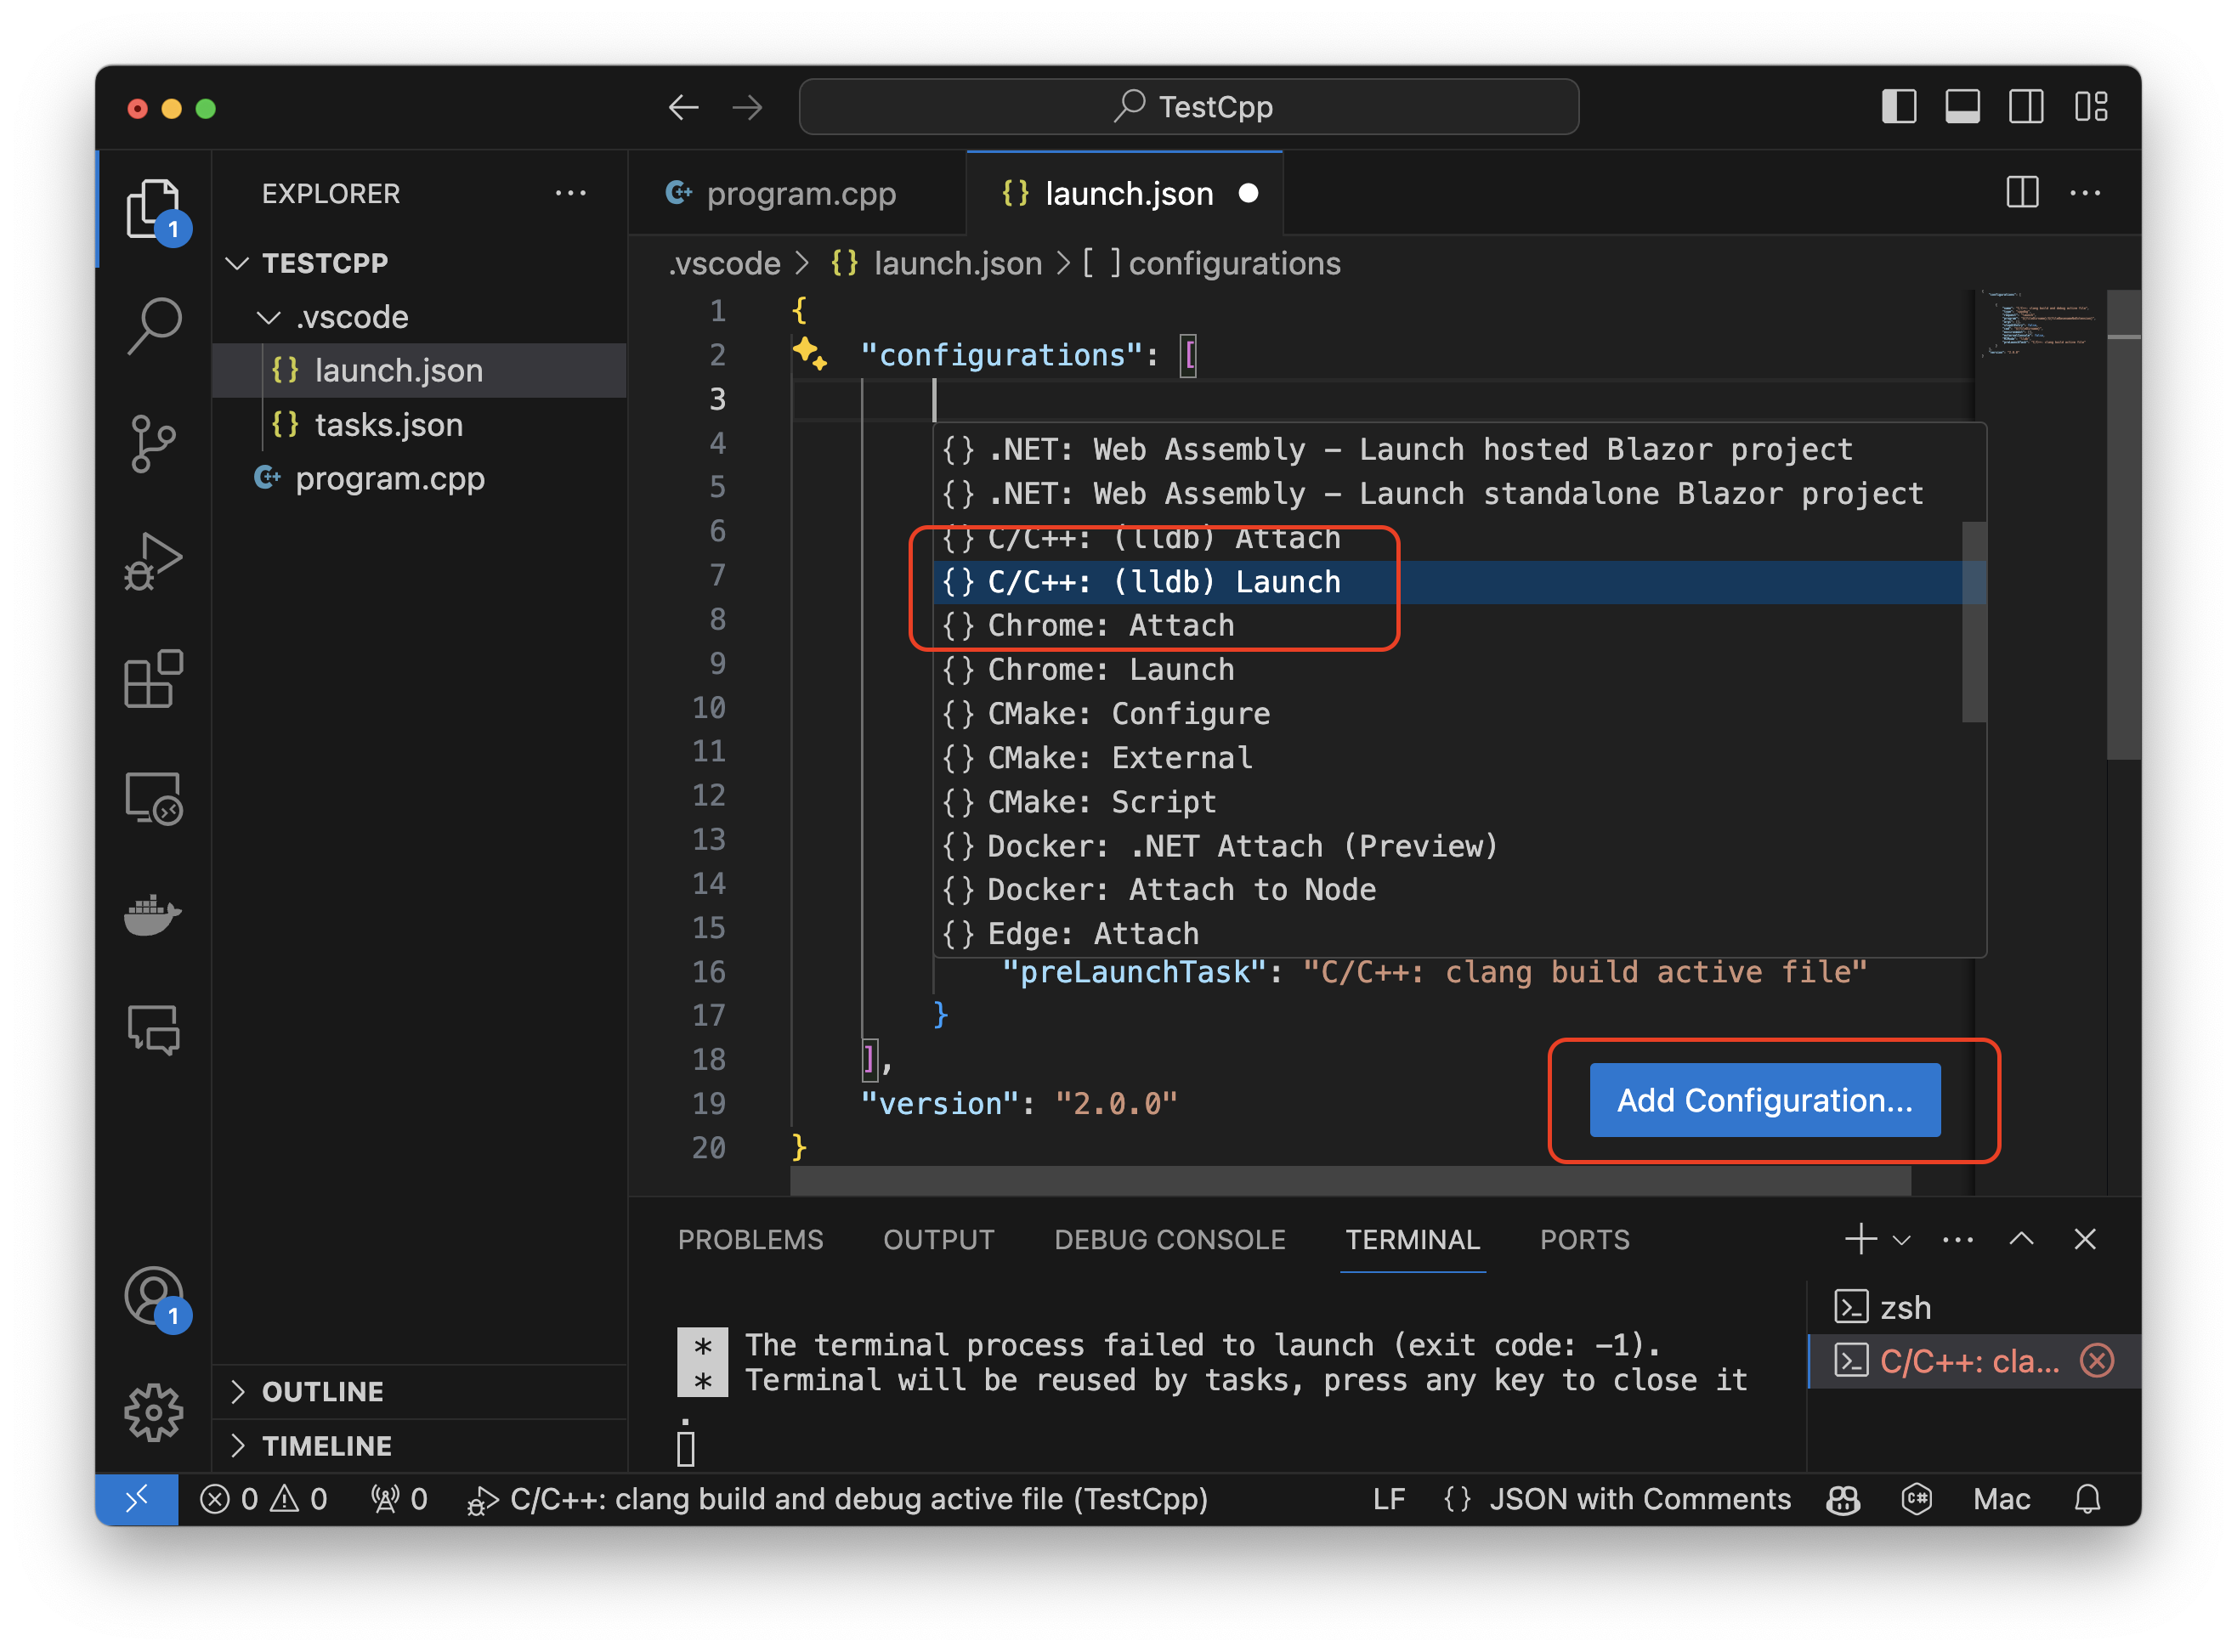 TestCpp
EXPLORER
1
TESTCPP
.vscode
{} launch.json
{} tasks.json
program.cpp
OUTLINE
TIMELINE
1
program.cpp
{} launch.json
.vscode > {} launch.json > [ ] configurations
1 {
2 "configurations": [
3
4
5
6
7
8
9
10
11
12
13
14
15
{} .NET: Web Assembly - Launch hosted Blazor project
{} .NET: Web Assembly - Launch standalone Blazor project
{} C/C++: (lldb) Attach
{} C/C++: (lldb) Launch
{} Chrome: Attach
{} Chrome: Launch
{} CMake: Configure
{} CMake: External
{} CMake: Script
{} Docker: .NET Attach (Preview)
{} Docker: Attach to Node
{} Edge: Attach
16 "preLaunchTask": "C/C++: clang build active file"
17 }
18 ],
19 "version": "2.0.0"
20 }
Add Configuration...
PROBLEMS OUTPUT DEBUG CONSOLE TERMINAL PORTS
* The terminal process failed to launch (exit code: -1).
* Terminal will be reused by tasks, press any key to close it
.
zsh
C/C++: cla...
0 0 0 C/C++: clang build and debug active file (TestCpp) LF {} JSON with Comments C# Mac